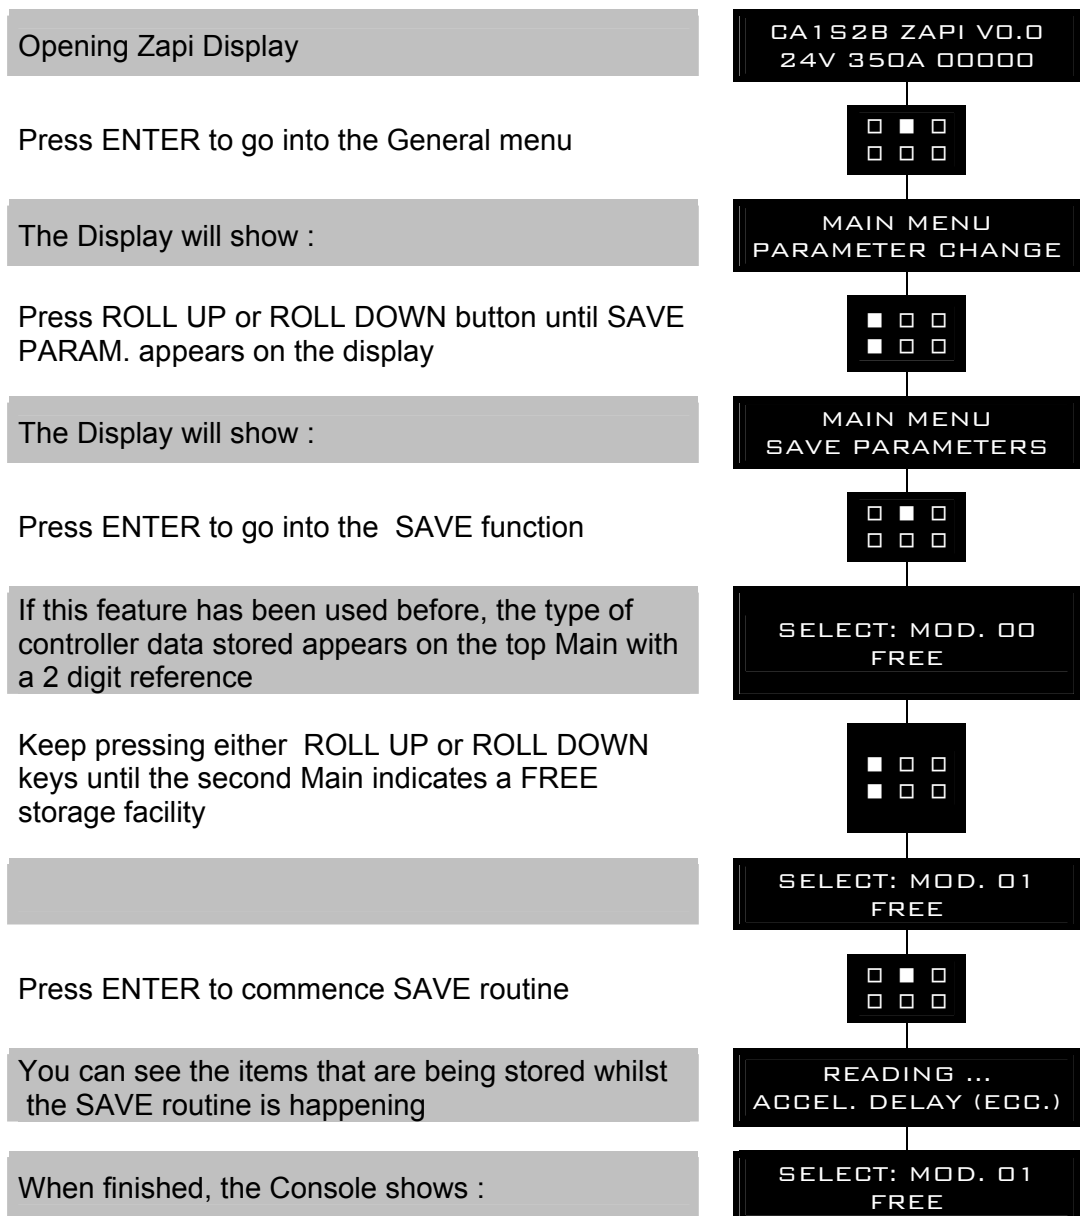 Opening Zapi Display
CA1S2B ZAPI V0.0
24V 350A 00000
Press ENTER to go into the General menu
The Display will show :
MAIN MENU
PARAMETER CHANGE
Press ROLL UP or ROLL DOWN button until SAVE
PARAM. appears on the display
The Display will show :
MAIN MENU
SAVE PARAMETERS
Press ENTER to go into the  SAVE function
If this feature has been used before, the type of
controller data stored appears on the top Main with
a 2 digit reference
SELECT: MOD. 00
FREE
Keep pressing either  ROLL UP or ROLL DOWN
keys until the second Main indicates a FREE
storage facility
SELECT: MOD. 01
FREE
Press ENTER to commence SAVE routine
You can see the items that are being stored whilst
the SAVE routine is happening
READING ...
ACCEL. DELAY (ECC.)
When finished, the Console shows :
SELECT: MOD. 01
FREE